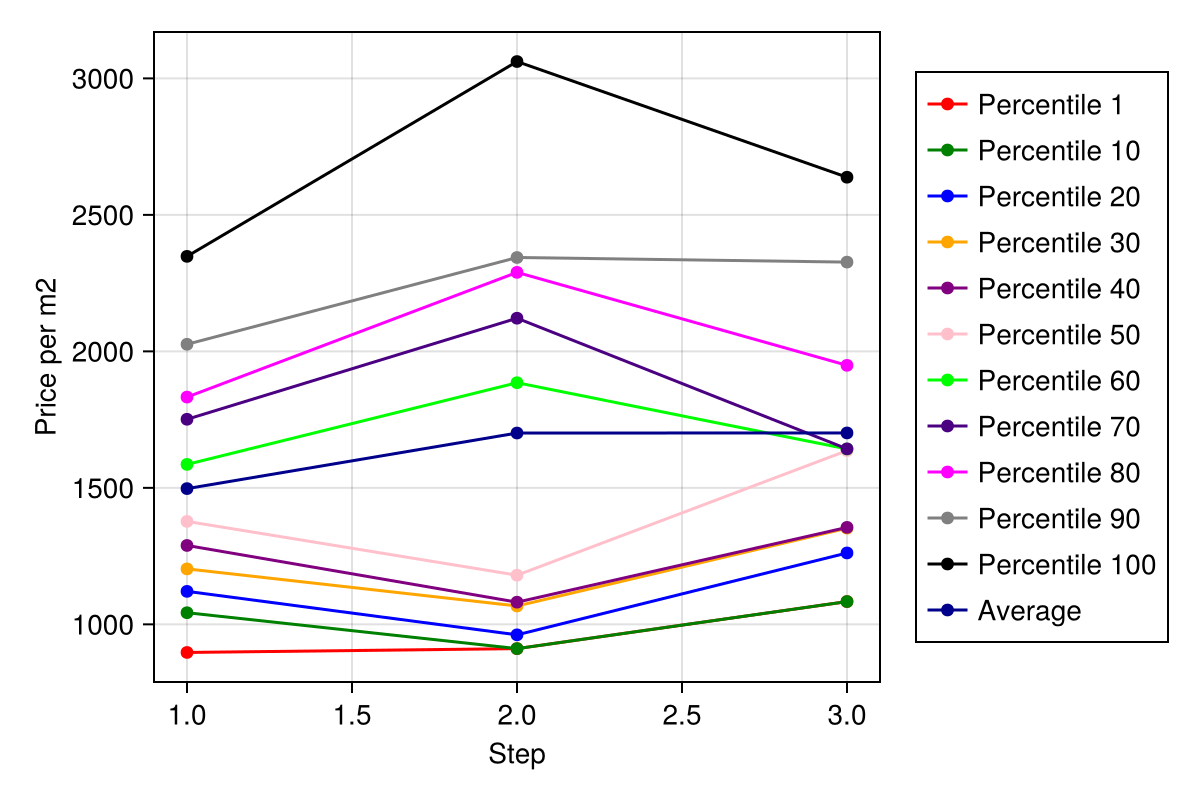 3000
2500
2000
1500
1000
Price per m2
1.0 1.5 2.0 2.5 3.0
Step
Percentile 1
Percentile 10
Percentile 20
Percentile 30
Percentile 40
Percentile 50
Percentile 60
Percentile 70
Percentile 80
Percentile 90
Percentile 100
Average